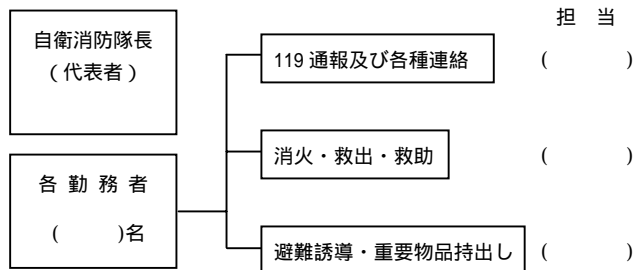 担　当
自衛消防隊長
（代表者）
119 通報及び各種連絡　(　　　　)
消火・救出・救助　(　　　　)
各 勤 務 者
(　　　)名
避難誘導・重要物品持出し　(　　　　)